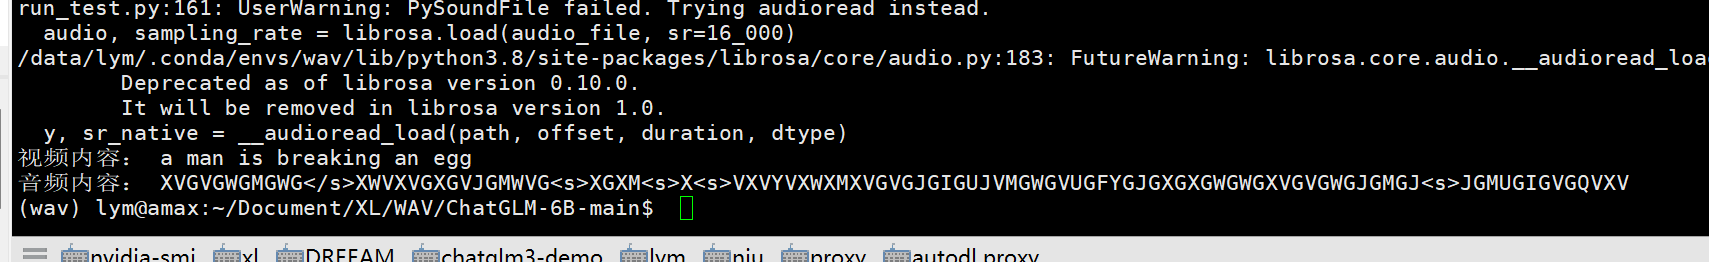 run_test.py:161: UserWarning: PySoundFile failed. Trying audioread instead.
  audio, sampling_rate = librosa.load(audio_file, sr=16_000)
/data/lym/.conda/envs/wav/lib/python3.8/site-packages/librosa/core/audio.py:183: FutureWarning: librosa.core.audio.__audioread_loa
        Deprecated as of librosa version 0.10.0.
        It will be removed in librosa version 1.0.
  y, sr_native = __audioread_load(path, offset, duration, dtype)
视频内容： a man is breaking an egg
音频内容： XVGVGWGMGWG</s>XWVXVGXGVJGMWVG<s>XGXM<s>X<s>VXVYVXWXMXVGVGJGIGUJVMGWGVUGFYGJGXGXGWGWGXVGVGWGJGMGJ<s>JGMUGIGVGQVXV
(wav) lym@amax:~/Document/XL/WAV/ChatGLM-6B-main$
nvidia-smi xl DREEAM chatglm3-demo lym niu proxy autodl proxy